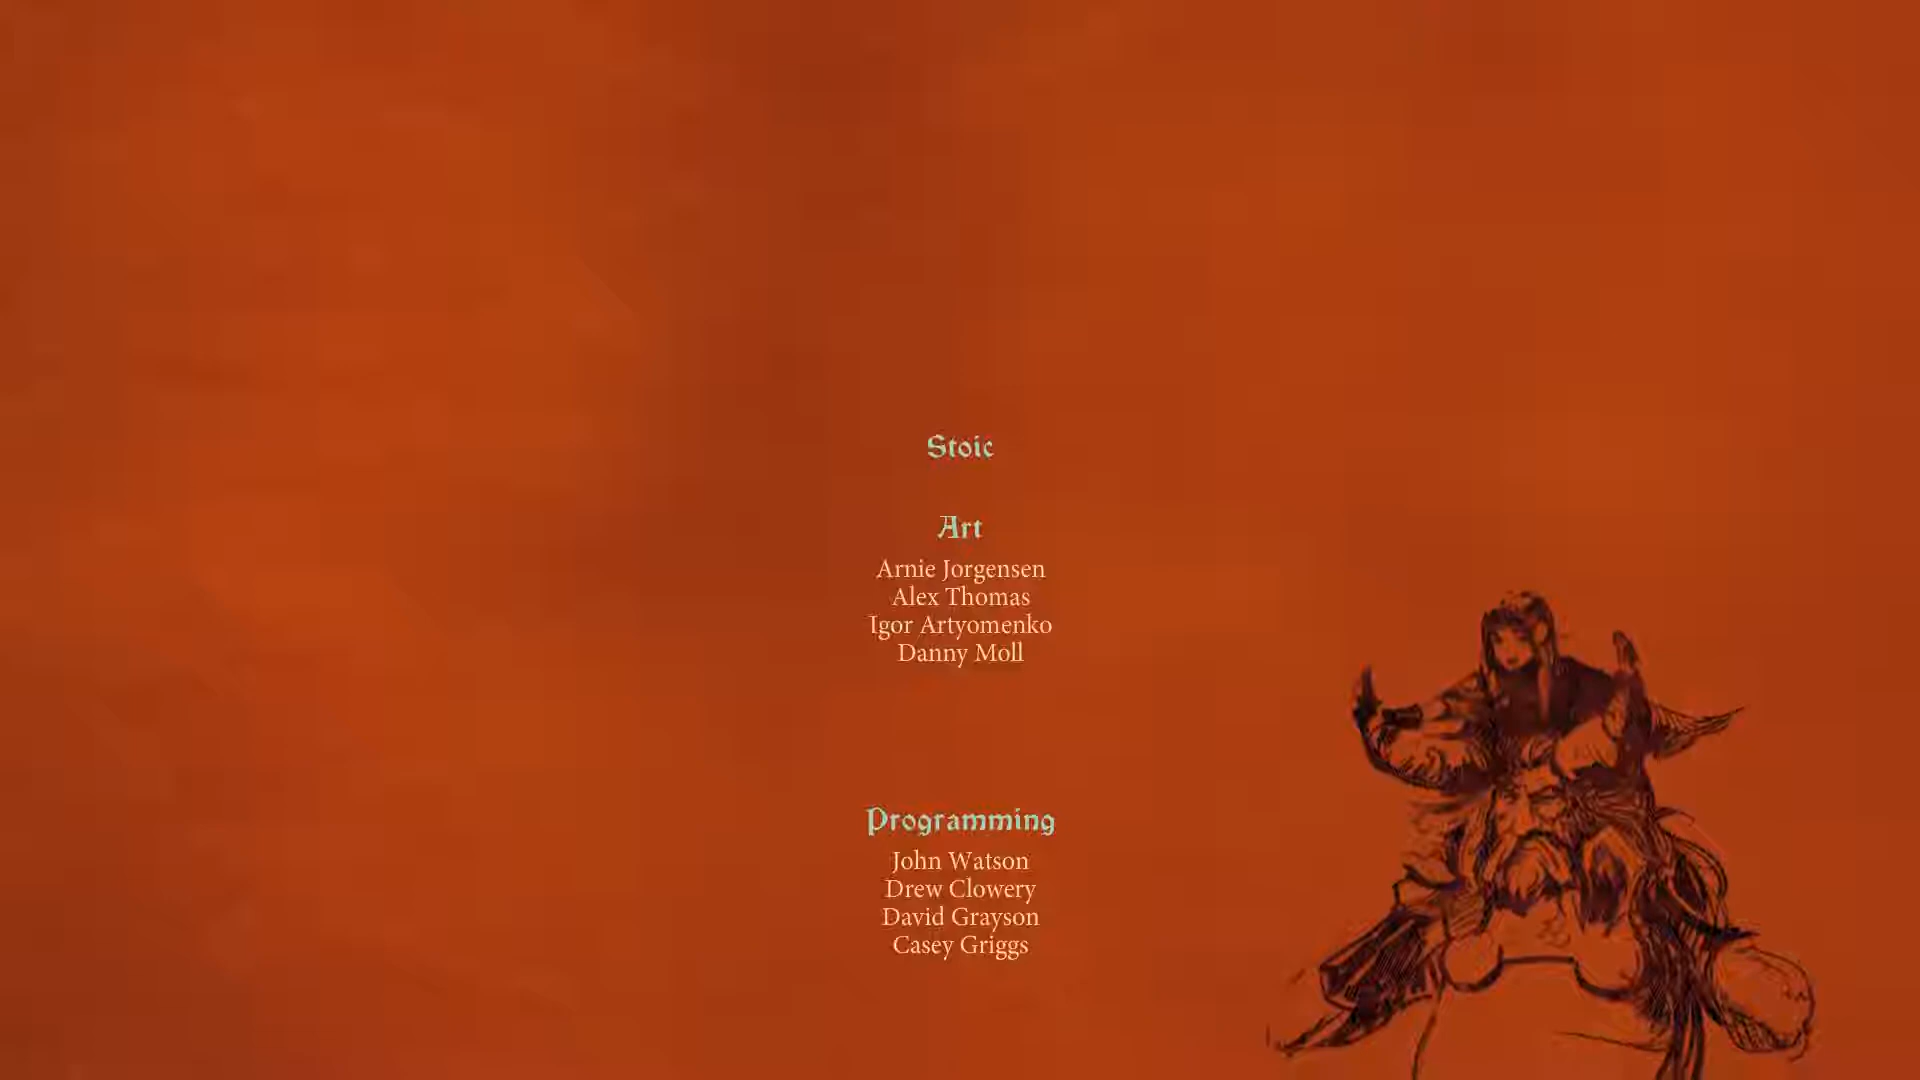 Stoic
Art
Arnie Jorgensen
Alex Thomas
Igor Artyomenko
Danny Moll
Programming
John Watson
Drew Clowery
David Grayson
Casey Griggs